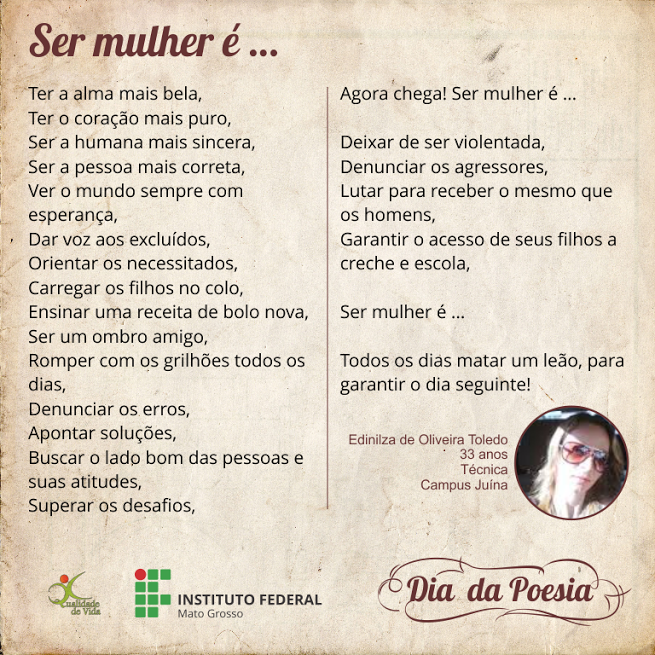 Ser mulher é ...
Ter a alma mais bela,
Ter o coração mais puro,
Ser a humana mais sincera,
Ser a pessoa mais correta,
Ver o mundo sempre com
esperança,
Dar voz aos excluídos,
Orientar os necessitados,
Carregar os filhos no colo,
Ensinar uma receita de bolo nova,
Ser um ombro amigo,
Romper com os grilhões todos os
dias,
Denunciar os erros,
Apontar soluções,
Buscar o lado bom das pessoas e
suas atitudes,
Superar os desafios,
Agora chega! Ser mulher é ...
Deixar de ser violentada,
Denunciar os agressores,
Lutar para receber o mesmo que
os homens,
Garantir o acesso de seus filhos a
creche e escola,
Ser mulher é ...
Todos os dias matar um leão, para
garantir o dia seguinte!
Edinilza de Oliveira Toledo
33 anos
Técnica
Campus Juína
Qualidade
de Vida
INSTITUTO FEDERAL
Mato Grosso
Dia da Poesia